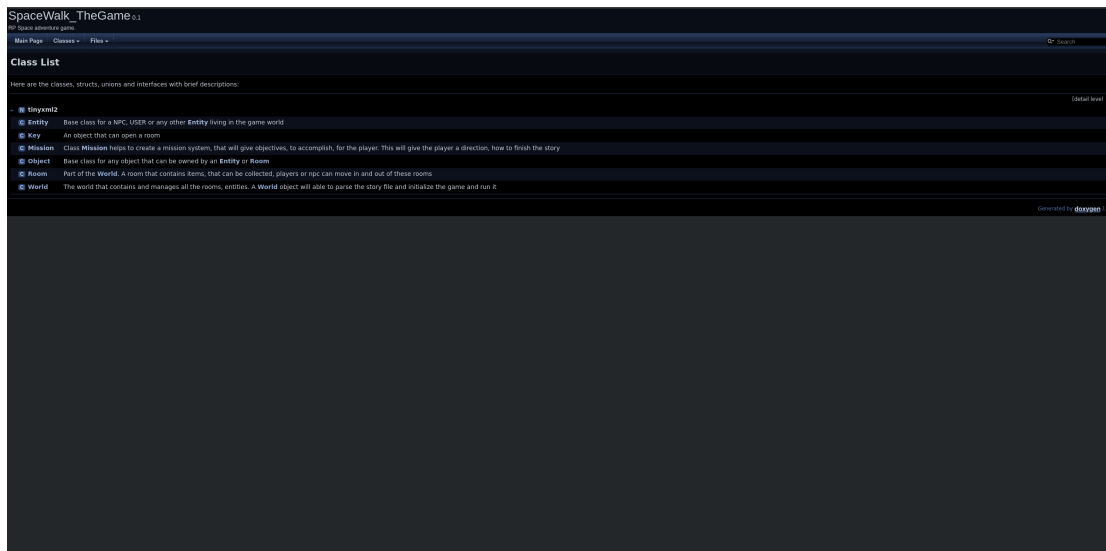 SpaceWalk_TheGame 0.1
RP Space adventure game.
Main Page Classes Files Search
Class List
Here are the classes, structs, unions and interfaces with brief descriptions:
[detail level
N tinyxml2
C Entity Base class for a NPC, USER or any other Entity living in the game world
C Key An object that can open a room
C Mission Class Mission helps to create a mission system, that will give objectives, to accomplish, for the player. This will give the player a direction, how to finish the story
C Object Base class for any object that can be owned by an Entity or Room
C Room Part of the World. A room that contains items, that can be collected, players or npc can move in and out of these rooms
C World The world that contains and manages all the rooms, entities. A World object will able to parse the story file and initialize the game and run it
Generated by doxygen 1